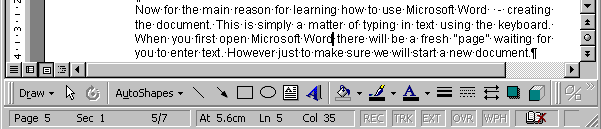 Now for the main reason for learning how to use Microsoft Word - creating
the document. This is simply a matter of typing in text using the keyboard.
When you first open Microsoft Word there will be a fresh "page" waiting for
you to enter text. However just to make sure we will start a new document.¶
Draw AutoShapes A A
Page 5 Sec 1 5/7 At 5.6cm Ln 5 Col 35 REC TRK EXT OVR WPH